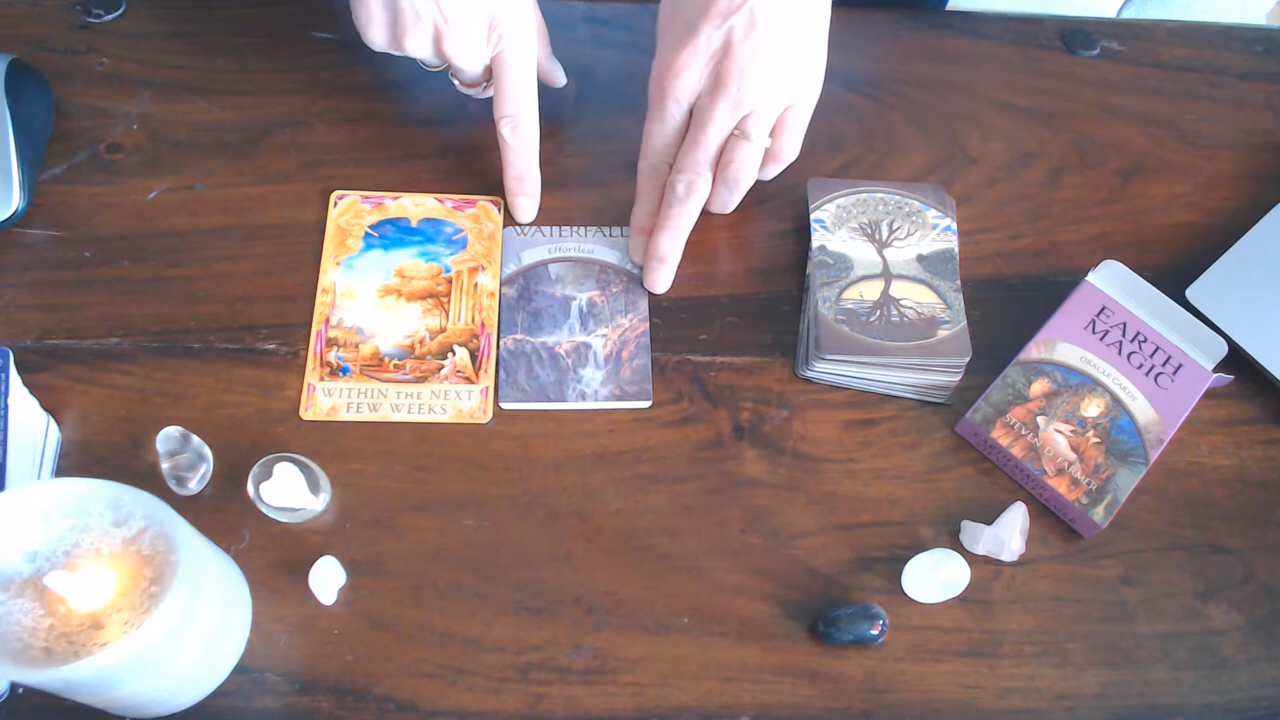 WITHIN THE NEXT
FEW WEEKS
WATERFALL
Effortless
EARTH
MAGIC
ORACLE CARDS
STEVEN D. FARMER